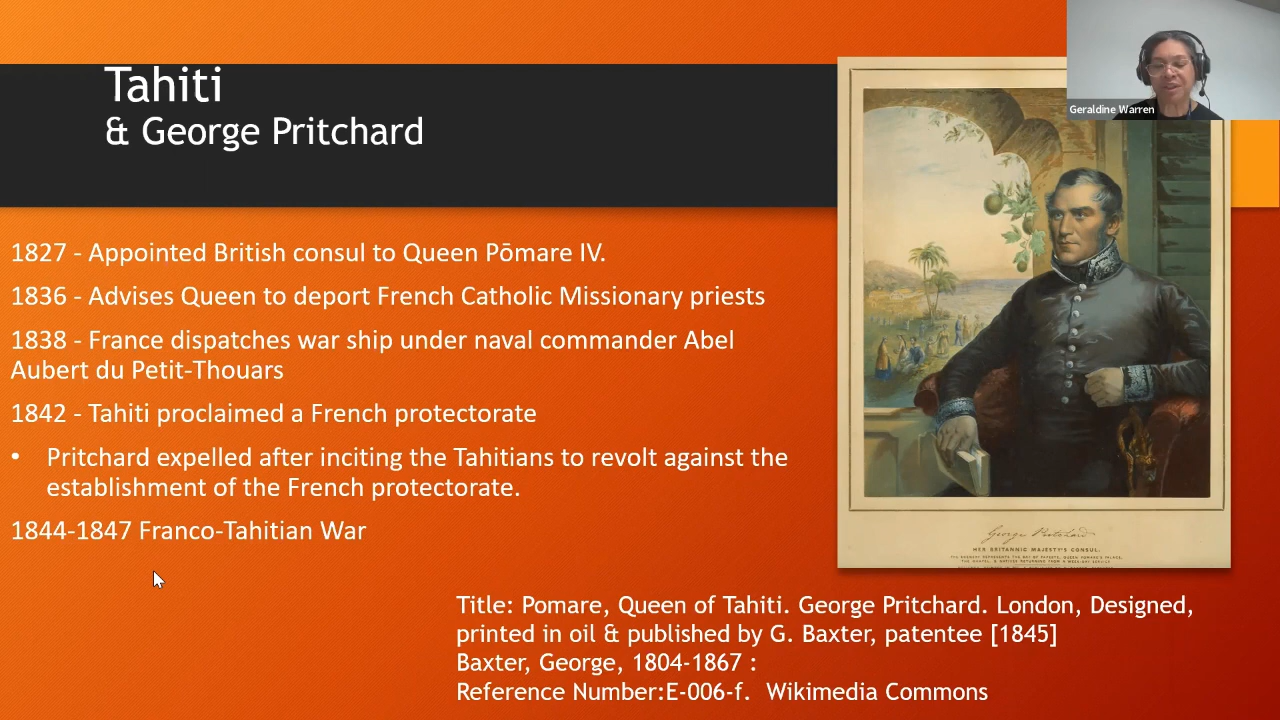 Tahiti
& George Pritchard
Geraldine Warren
1827 - Appointed British consul to Queen Pōmare IV.
1836 - Advises Queen to deport French Catholic Missionary priests
1838 - France dispatches war ship under naval commander Abel
Aubert du Petit-Thouars
1842 - Tahiti proclaimed a French protectorate
• Pritchard expelled after inciting the Tahitians to revolt against the
establishment of the French protectorate.
1844-1847 Franco-Tahitian War
George Pritchard
HER BRITANNIC MAJESTY'S CONSUL.
Title: Pomare, Queen of Tahiti. George Pritchard. London, Designed,
printed in oil & published by G. Baxter, patentee [1845]
Baxter, George, 1804-1867 :
Reference Number:E-006-f. Wikimedia Commons